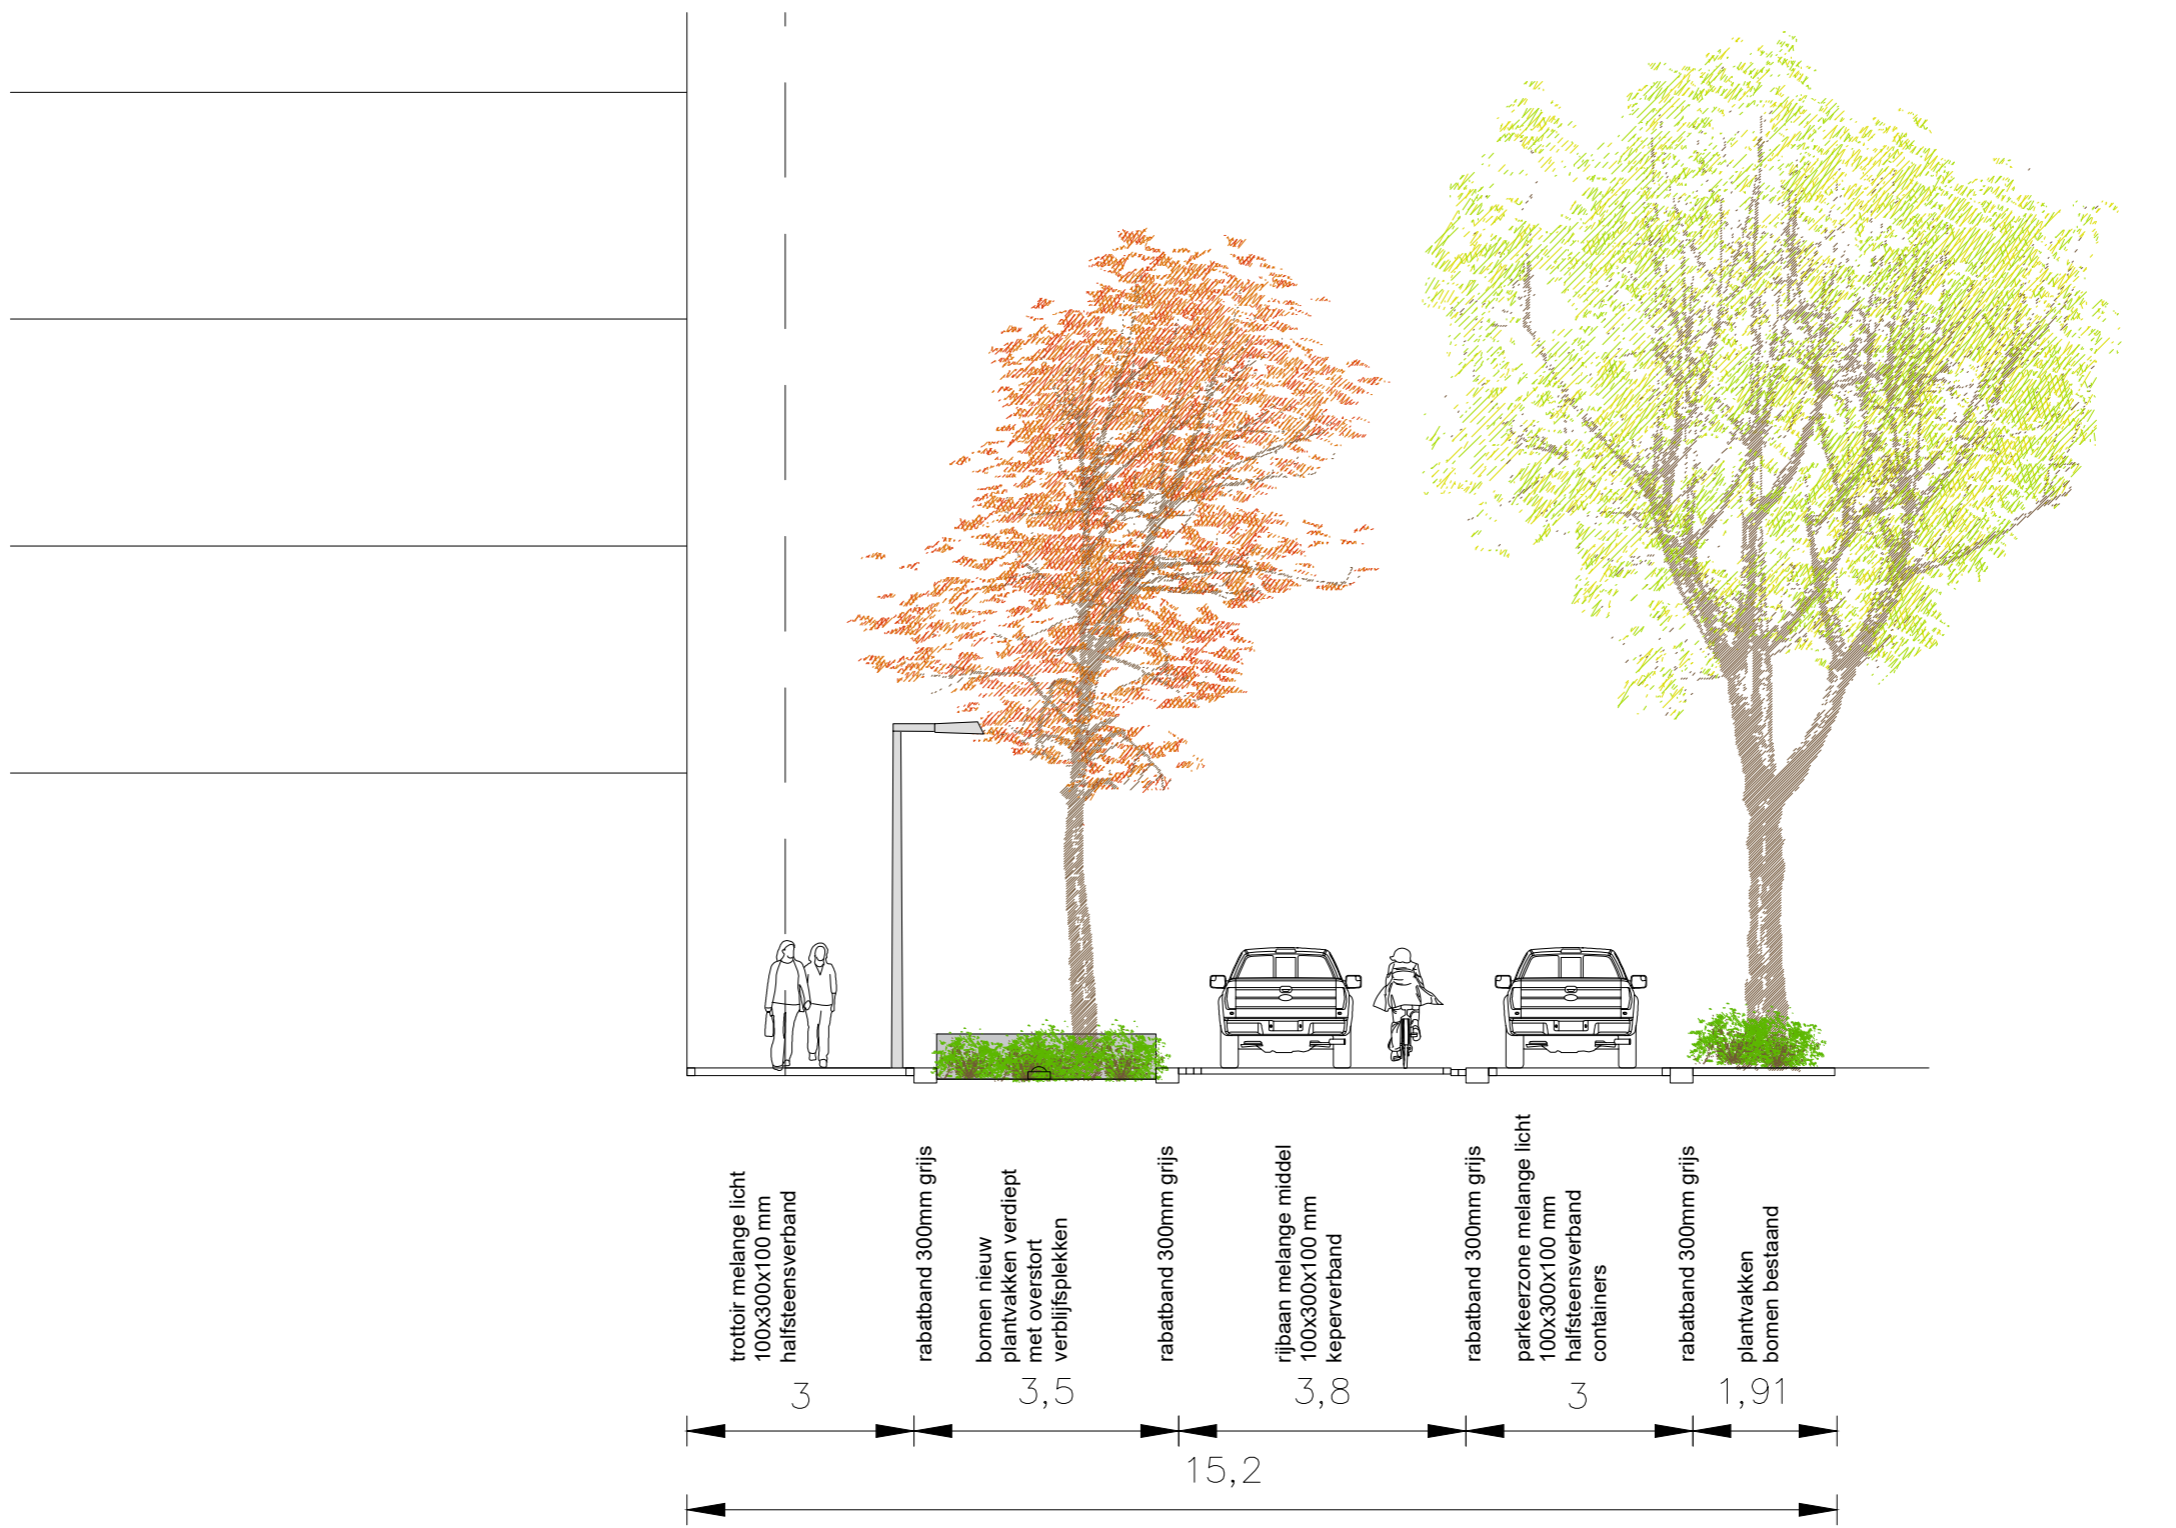 trottoir melange licht
100x300x100 mm
halfsteensverband
rabatband 300mm grijs
bomen nieuw
plantvakken verdiept
met overstort
verblijfsplekken
rabatband 300mm grijs
rijbaan melange middel
100x300x100 mm
keperverband
rabatband 300mm grijs
parkeerzone melange licht
100x300x100 mm
halfsteensverband
containers
rabatband 300mm grijs
plantvakken
bomen bestaand
3
3,5
3,8
3
1,91
15,2